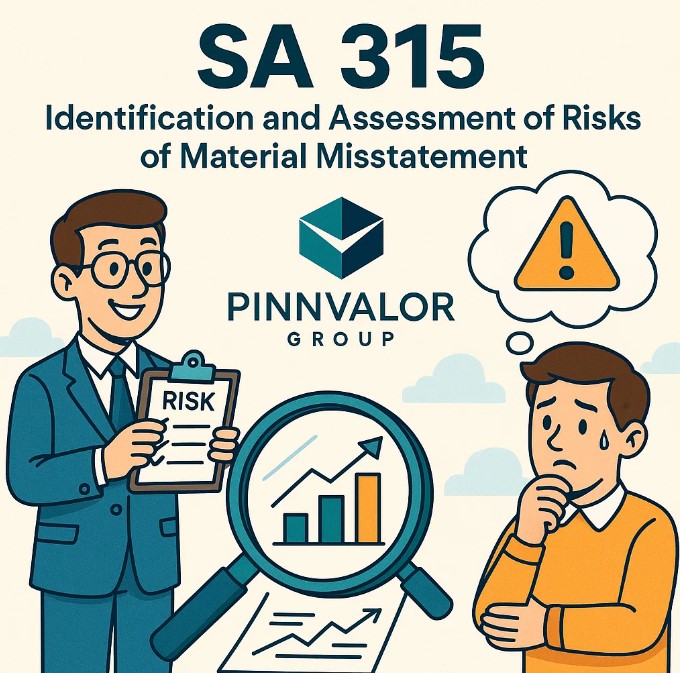 SA 315
Identification and Assessment of Risks
of Material Misstatement
PINNVALOR
GROUP
RISK